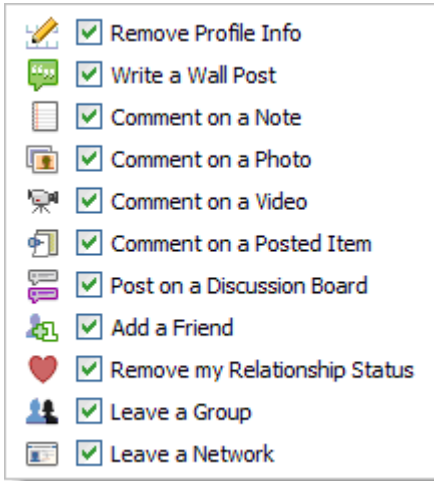 Remove Profile Info
Write a Wall Post
Comment on a Note
Comment on a Photo
Comment on a Video
Comment on a Posted Item
Post on a Discussion Board
Add a Friend
Remove my Relationship Status
Leave a Group
Leave a Network